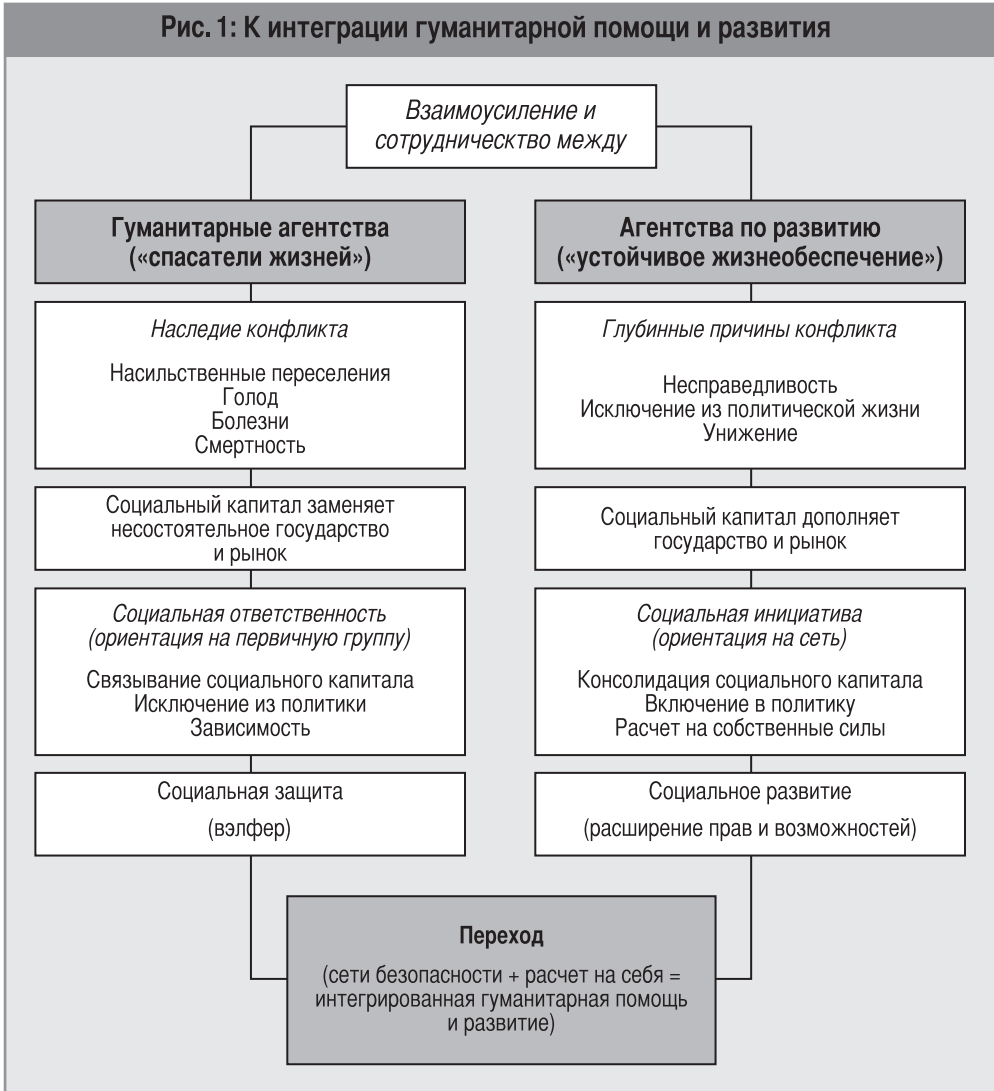 Рис. 1: К интеграции гуманитарной помощи и развития
Взаимоусиление и
сотрудничектво между
Гуманитарные агентства
(«спасатели жизней»)
Наследие конфликта
Насильственные переселения
Голод
Болезни
Смертность
Социальный капитал заменяет
несостоятельное государство
и рынок
Социальная ответственность
(ориентация на первичную группу)
Связывание социального капитала
Исключение из политики
Зависимость
Социальная защита
(вэлфер)
Агентства по развитию
(«устойчивое жизнеобеспечение»)
Глубинные причины конфликта
Несправедливость
Исключение из политической жизни
Унижение
Социальный капитал дополняет
государство и рынок
Социальная инициатива
(ориентация на сеть)
Консолидация социального капитала
Включение в политику
Расчет на собственные силы
Социальное развитие
(расширение прав и возможностей)
Переход
(сети безопасности + расчет на себя =
интегрированная гуманитарная помощь
и развитие)